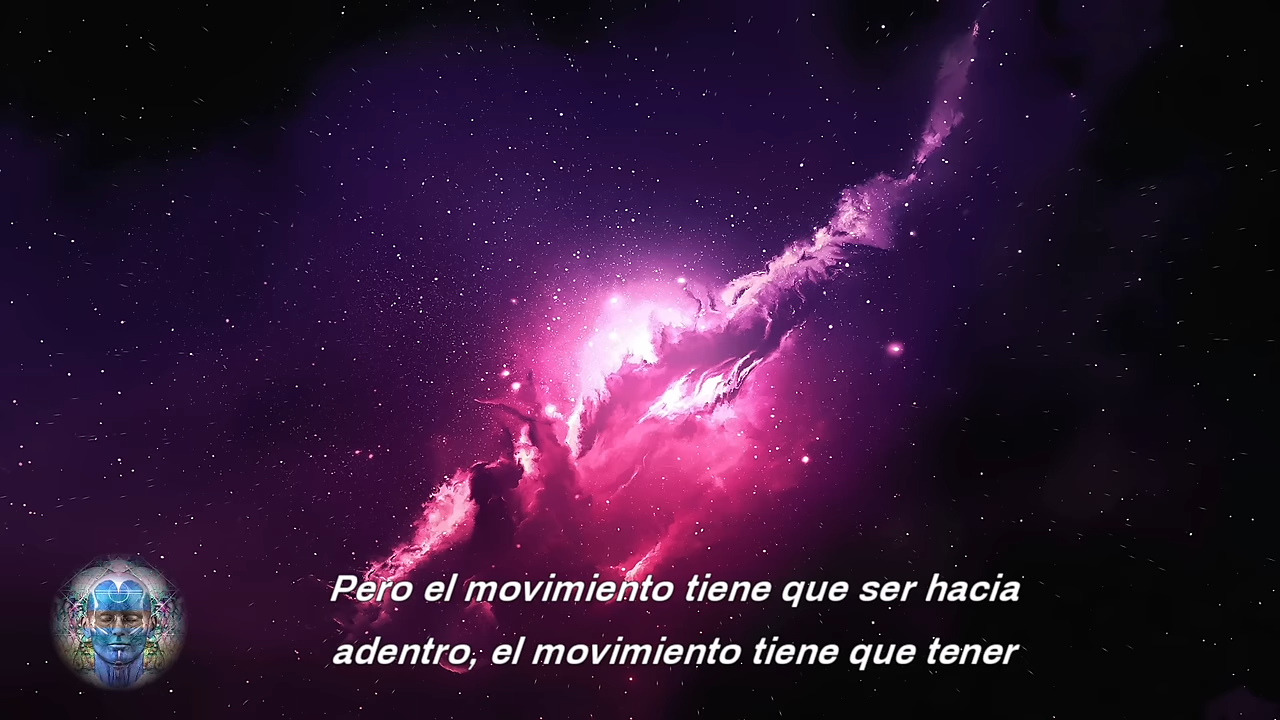 Pero el movimiento tiene que ser hacia
adentro, el movimiento tiene que tener